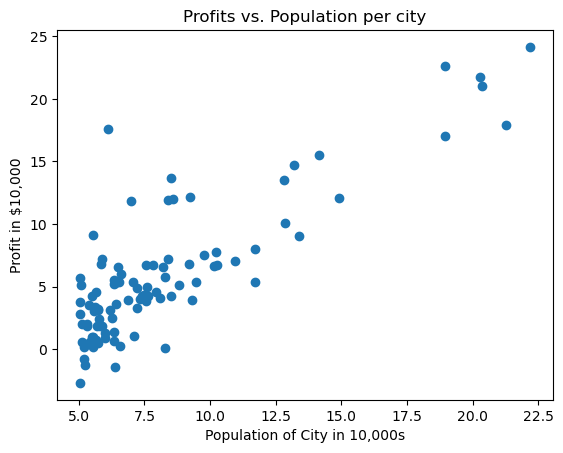 Profits vs. Population per city
25
20
15
10
5
0
Profit in $10,000
5.0 7.5 10.0 12.5 15.0 17.5 20.0 22.5
Population of City in 10,000s